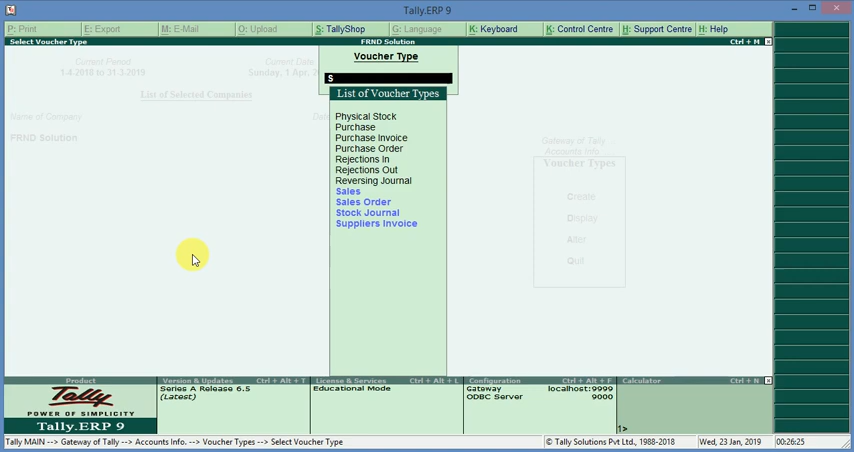 Tally.ERP 9
P: Print E: Export M: E-Mail O: Upload S: TallyShop G: Language K: Keyboard K: Control Centre H: Support Centre H: Help
Select Voucher Type FRND Solution Ctrl + M
Current Period
1-4-2018 to 31-3-2019
Current Date
Sunday, 1 Apr, 2
List of Selected Companies
Name of Company
Date
FRND Solution
Voucher Type
S
List of Voucher Types
Physical Stock
Purchase
Purchase Invoice
Purchase Order
Rejections In
Rejections Out
Reversing Journal
Sales
Sales Order
Stock Journal
Suppliers Invoice
Gateway of Tally
Accounts Info.
Voucher Types
Create
Display
Alter
Quit
Product
Tally
POWER OF SIMPLICITY
Tally.ERP 9
Version & Updates Ctrl + Alt + T
Series A Release 6.5
(Latest)
License & Services Ctrl + Alt + L
Educational Mode
Configuration Ctrl + Alt + F
Gateway localhost:9999
ODBC Server 9000
Calculator Ctrl + N
1>
Tally MAIN --> Gateway of Tally --> Accounts Info. --> Voucher Types --> Select Voucher Type © Tally Solutions Pvt Ltd., 1988-2018 Wed, 23 Jan, 2019 00:26:25